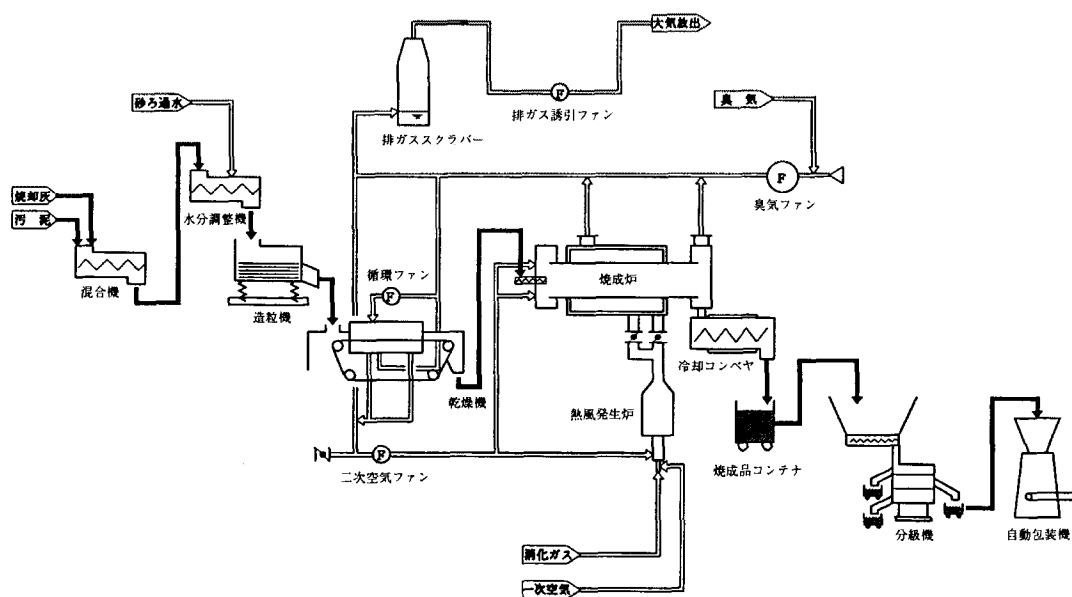 大気放出
F
排ガス誘引ファン
砂ろ過水
臭気
排ガススクラバー
F
臭気ファン
焼却灰
汚泥
水分調整機
混合機
循環ファン
F
焼成炉
造粒機
冷却コンベヤ
乾燥機
熱風発生炉
F
二次空気ファン
焼成品コンテナ
分級機
自動包装機
消化ガス
一次空気